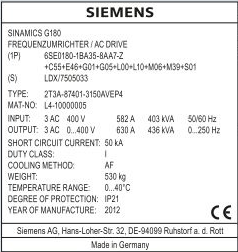 SIEMENS
SINAMICS G180
FREQUENZUMRICHTER / AC DRIVE
(1P) 6SE0180-1BA35-8AA7-Z
+C55+E46+G01+G05+L00+L10+M06+M39+S01
(S) LDX/7505033
TYPE: 2T3A-87401-3150AVEP4
MAT-NO: L4-10000005
INPUT: 3 AC 400 V 582 A 403 kVA 50/60 Hz
OUTPUT: 3 AC 0...400 V 630 A 436 kVA 0...250 Hz
SHORT CIRCUIT CURRENT: 50 kA
DUTY CLASS: I
COOLING METHOD: AF
WEIGHT: 530 kg
TEMPERATURE RANGE: 0...40°C
DEGREE OF PROTECTION: IP21
YEAR OF MANUFACTURE: 2012
CE
Siemens AG, Hans-Loher-Str. 32, DE-94099 Ruhstorf a. d. Rott
Made in Germany